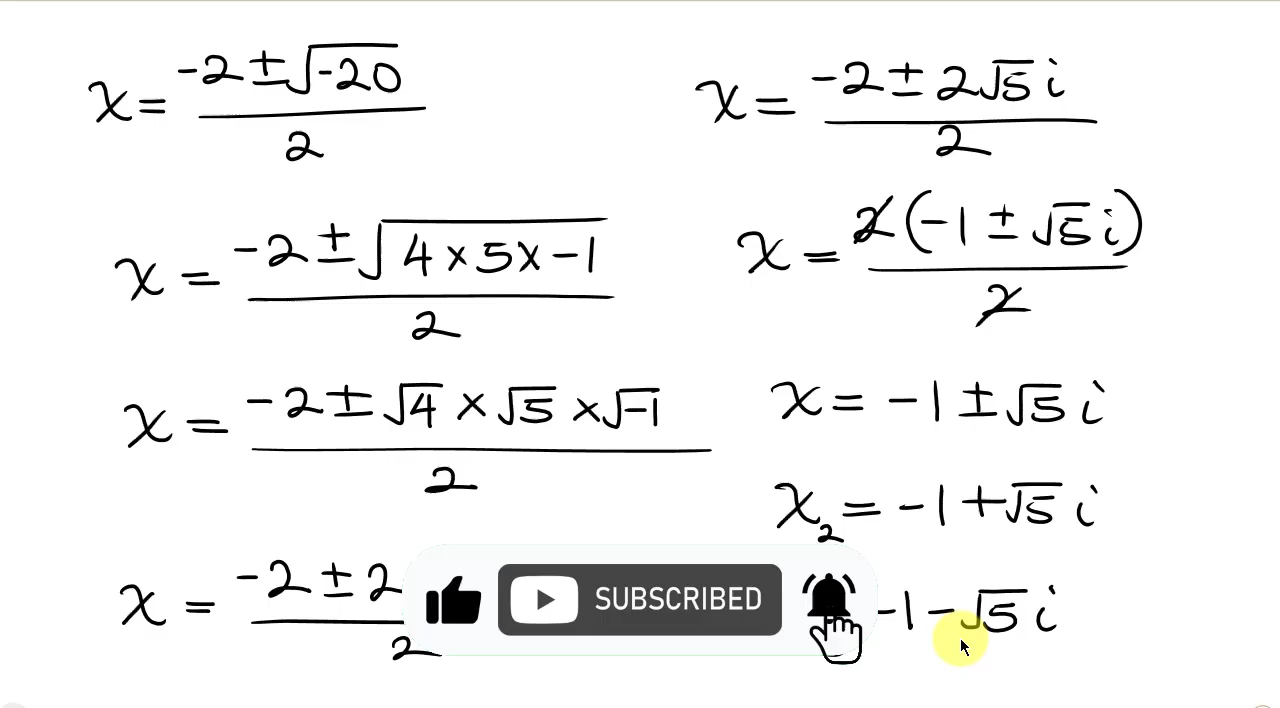 x = (-2 ± √-20) / 2
x = (-2 ± √(4 × 5 × -1)) / 2
x = (-2 ± √4 × √5 × √-1) / 2
x = (-2 ± 2 / 2
x = (-2 ± 2√5 i) / 2
x = 2(-1 ± √5 i) / 2
x = -1 ± √5 i
x₂ = -1 + √5 i
-1 - √5 i
SUBSCRIBED